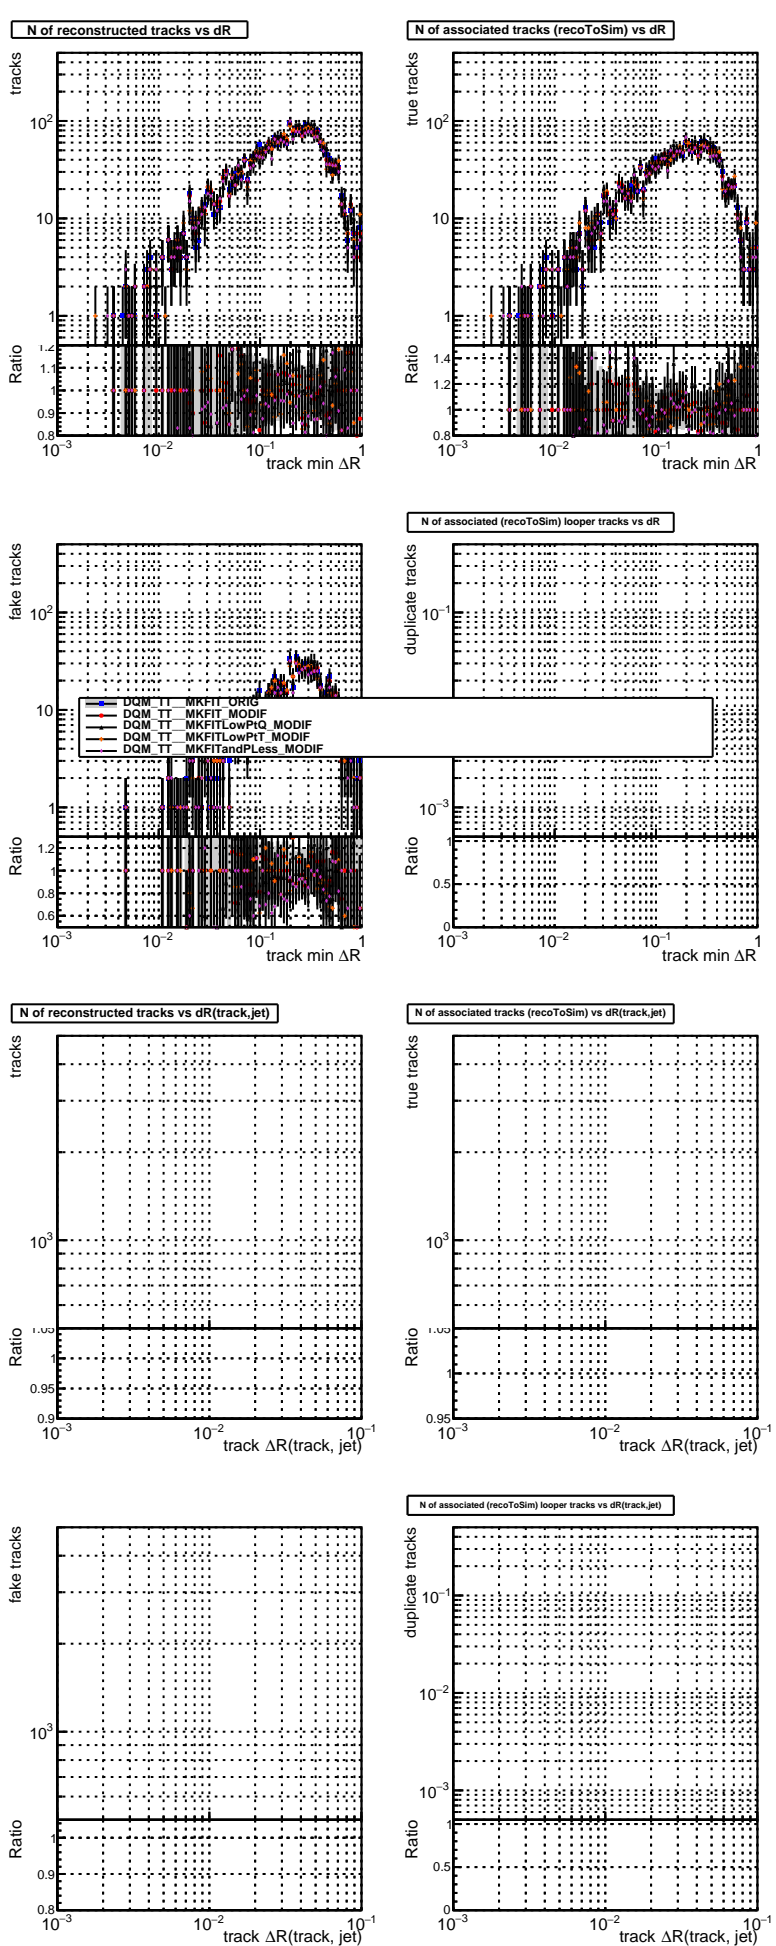 N of reconstructed tracks vs dR
tracks
10²
10
1
Ratio
1.2
1.1
1
0.9
0.8
10⁻³
10⁻²
10⁻¹
1
track min ΔR
N of associated tracks (recoToSim) vs dR
true tracks
10²
10
1
Ratio
1.4
1.2
1
0.8
10⁻³
10⁻²
10⁻¹
1
track min ΔR
fake tracks
10²
10
1
Ratio
1.2
1
0.8
0.6
10⁻³
10⁻²
10⁻¹
1
track min ΔR
N of associated (recoToSim) looper tracks vs dR
duplicate tracks
10⁻¹
10⁻³
Ratio
1
0.5
0
10⁻³
10⁻²
10⁻¹
1
track min ΔR
DQM_TT__MKFIT_ORIG
DQM_TT__MKFIT_MODIF
DQM_TT__MKFITLowPtQ_MODIF
DQM_TT__MKFITLowPtT_MODIF
DQM_TT__MKFITandPLess_MODIF
N of reconstructed tracks vs dR(track,jet)
tracks
10³
Ratio
1.05
1
0.95
0.9
10⁻³
10⁻²
10⁻¹
track ΔR(track, jet)
N of associated tracks (recoToSim) vs dR(track,jet)
true tracks
10³
Ratio
1.05
1
0.95
10⁻³
10⁻²
10⁻¹
track ΔR(track, jet)
fake tracks
10³
Ratio
1
0.9
0.8
10⁻³
10⁻²
10⁻¹
track ΔR(track, jet)
N of associated (recoToSim) looper tracks vs dR(track,jet)
duplicate tracks
10⁻¹
10⁻²
10⁻³
Ratio
1
0.5
0
10⁻³
10⁻²
10⁻¹
track ΔR(track, jet)